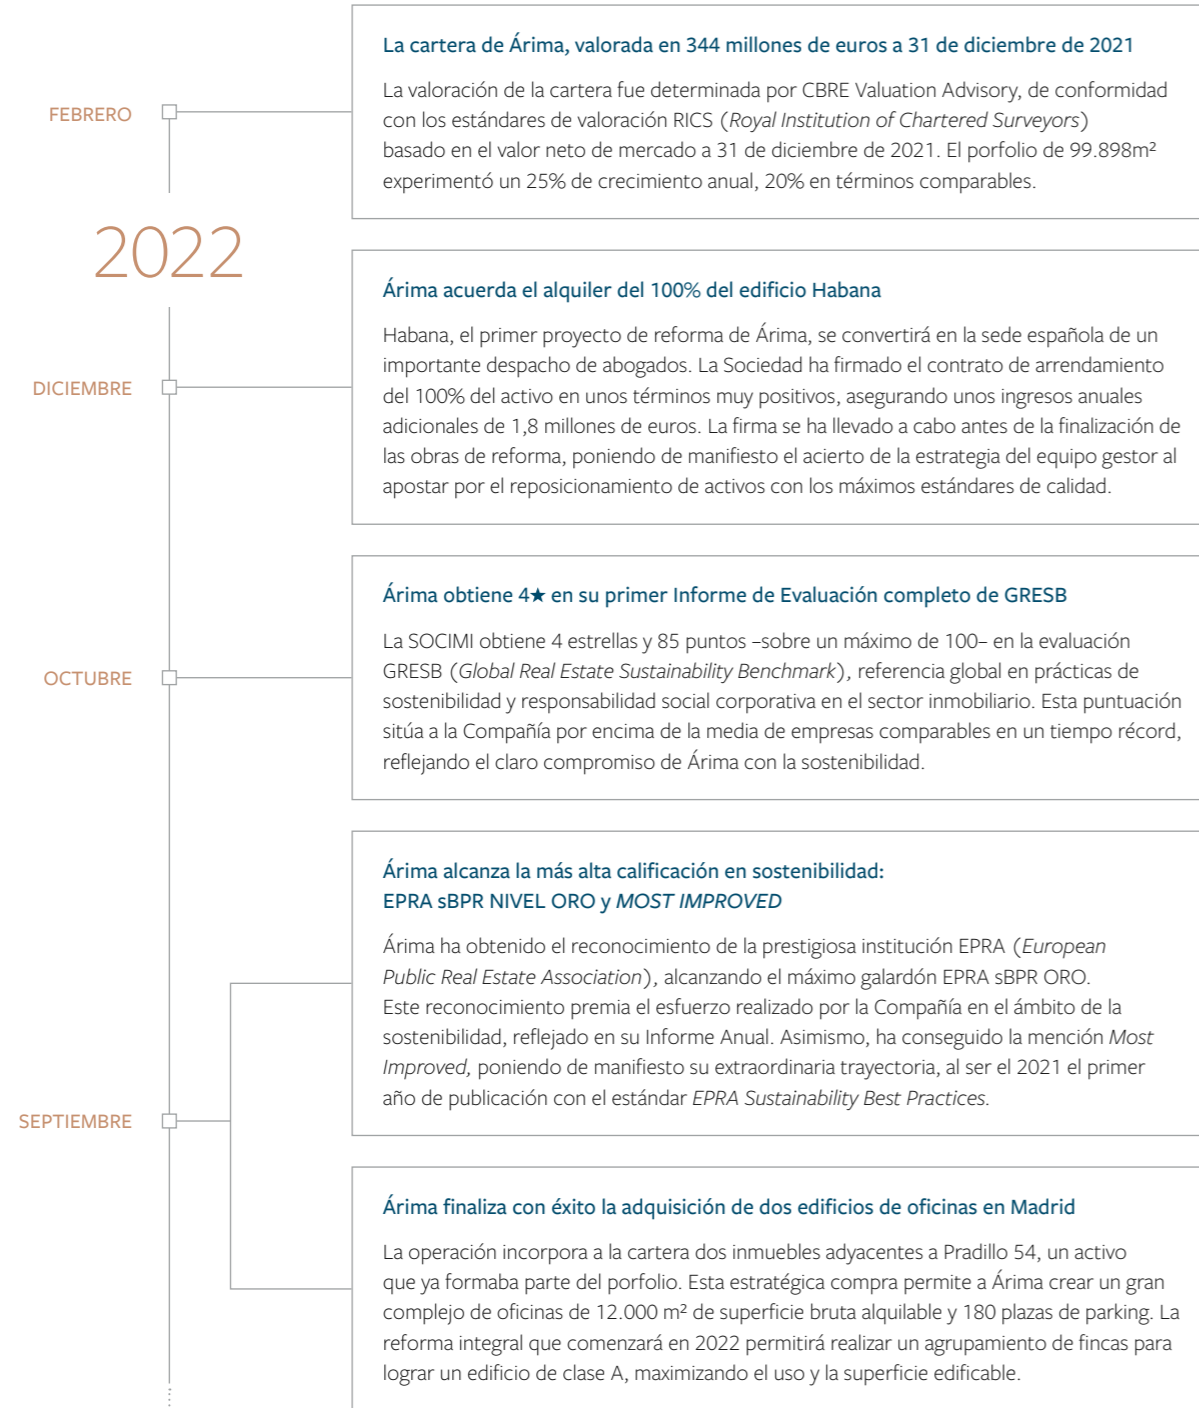 La cartera de Árima, valorada en 344 millones de euros a 31 de diciembre de 2021
FEBRERO
La valoración de la cartera fue determinada por CBRE Valuation Advisory, de conformidad
con los estándares de valoración RICS (Royal Institution of Chartered Surveyors)
basado en el valor neto de mercado a 31 de diciembre de 2021. El porfolio de 99.898m²
experimentó un 25% de crecimiento anual, 20% en términos comparables.
2022
Árima acuerda el alquiler del 100% del edificio Habana
DICIEMBRE
Habana, el primer proyecto de reforma de Árima, se convertirá en la sede española de un
importante despacho de abogados. La Sociedad ha firmado el contrato de arrendamiento
del 100% del activo en unos términos muy positivos, asegurando unos ingresos anuales
adicionales de 1,8 millones de euros. La firma se ha llevado a cabo antes de la finalización de
las obras de reforma, poniendo de manifiesto el acierto de la estrategia del equipo gestor al
apostar por el reposicionamiento de activos con los máximos estándares de calidad.
Árima obtiene 4★ en su primer Informe de Evaluación completo de GRESB
OCTUBRE
La SOCIMI obtiene 4 estrellas y 85 puntos –sobre un máximo de 100– en la evaluación
GRESB (Global Real Estate Sustainability Benchmark), referencia global en prácticas de
sostenibilidad y responsabilidad social corporativa en el sector inmobiliario. Esta puntuación
sitúa a la Compañía por encima de la media de empresas comparables en un tiempo récord,
reflejando el claro compromiso de Árima con la sostenibilidad.
Árima alcanza la más alta calificación en sostenibilidad:
EPRA sBPR NIVEL ORO y MOST IMPROVED
Árima ha obtenido el reconocimiento de la prestigiosa institución EPRA (European
Public Real Estate Association), alcanzando el máximo galardón EPRA sBPR ORO.
Este reconocimiento premia el esfuerzo realizado por la Compañía en el ámbito de la
sostenibilidad, reflejado en su Informe Anual. Asimismo, ha conseguido la mención Most
Improved, poniendo de manifiesto su extraordinaria trayectoria, al ser el 2021 el primer
año de publicación con el estándar EPRA Sustainability Best Practices.
SEPTIEMBRE
Árima finaliza con éxito la adquisición de dos edificios de oficinas en Madrid
La operación incorpora a la cartera dos inmuebles adyacentes a Pradillo 54, un activo
que ya formaba parte del porfolio. Esta estratégica compra permite a Árima crear un gran
complejo de oficinas de 12.000 m² de superficie bruta alquilable y 180 plazas de parking. La
reforma integral que comenzará en 2022 permitirá realizar un agrupamiento de fincas para
lograr un edificio de clase A, maximizando el uso y la superficie edificable.